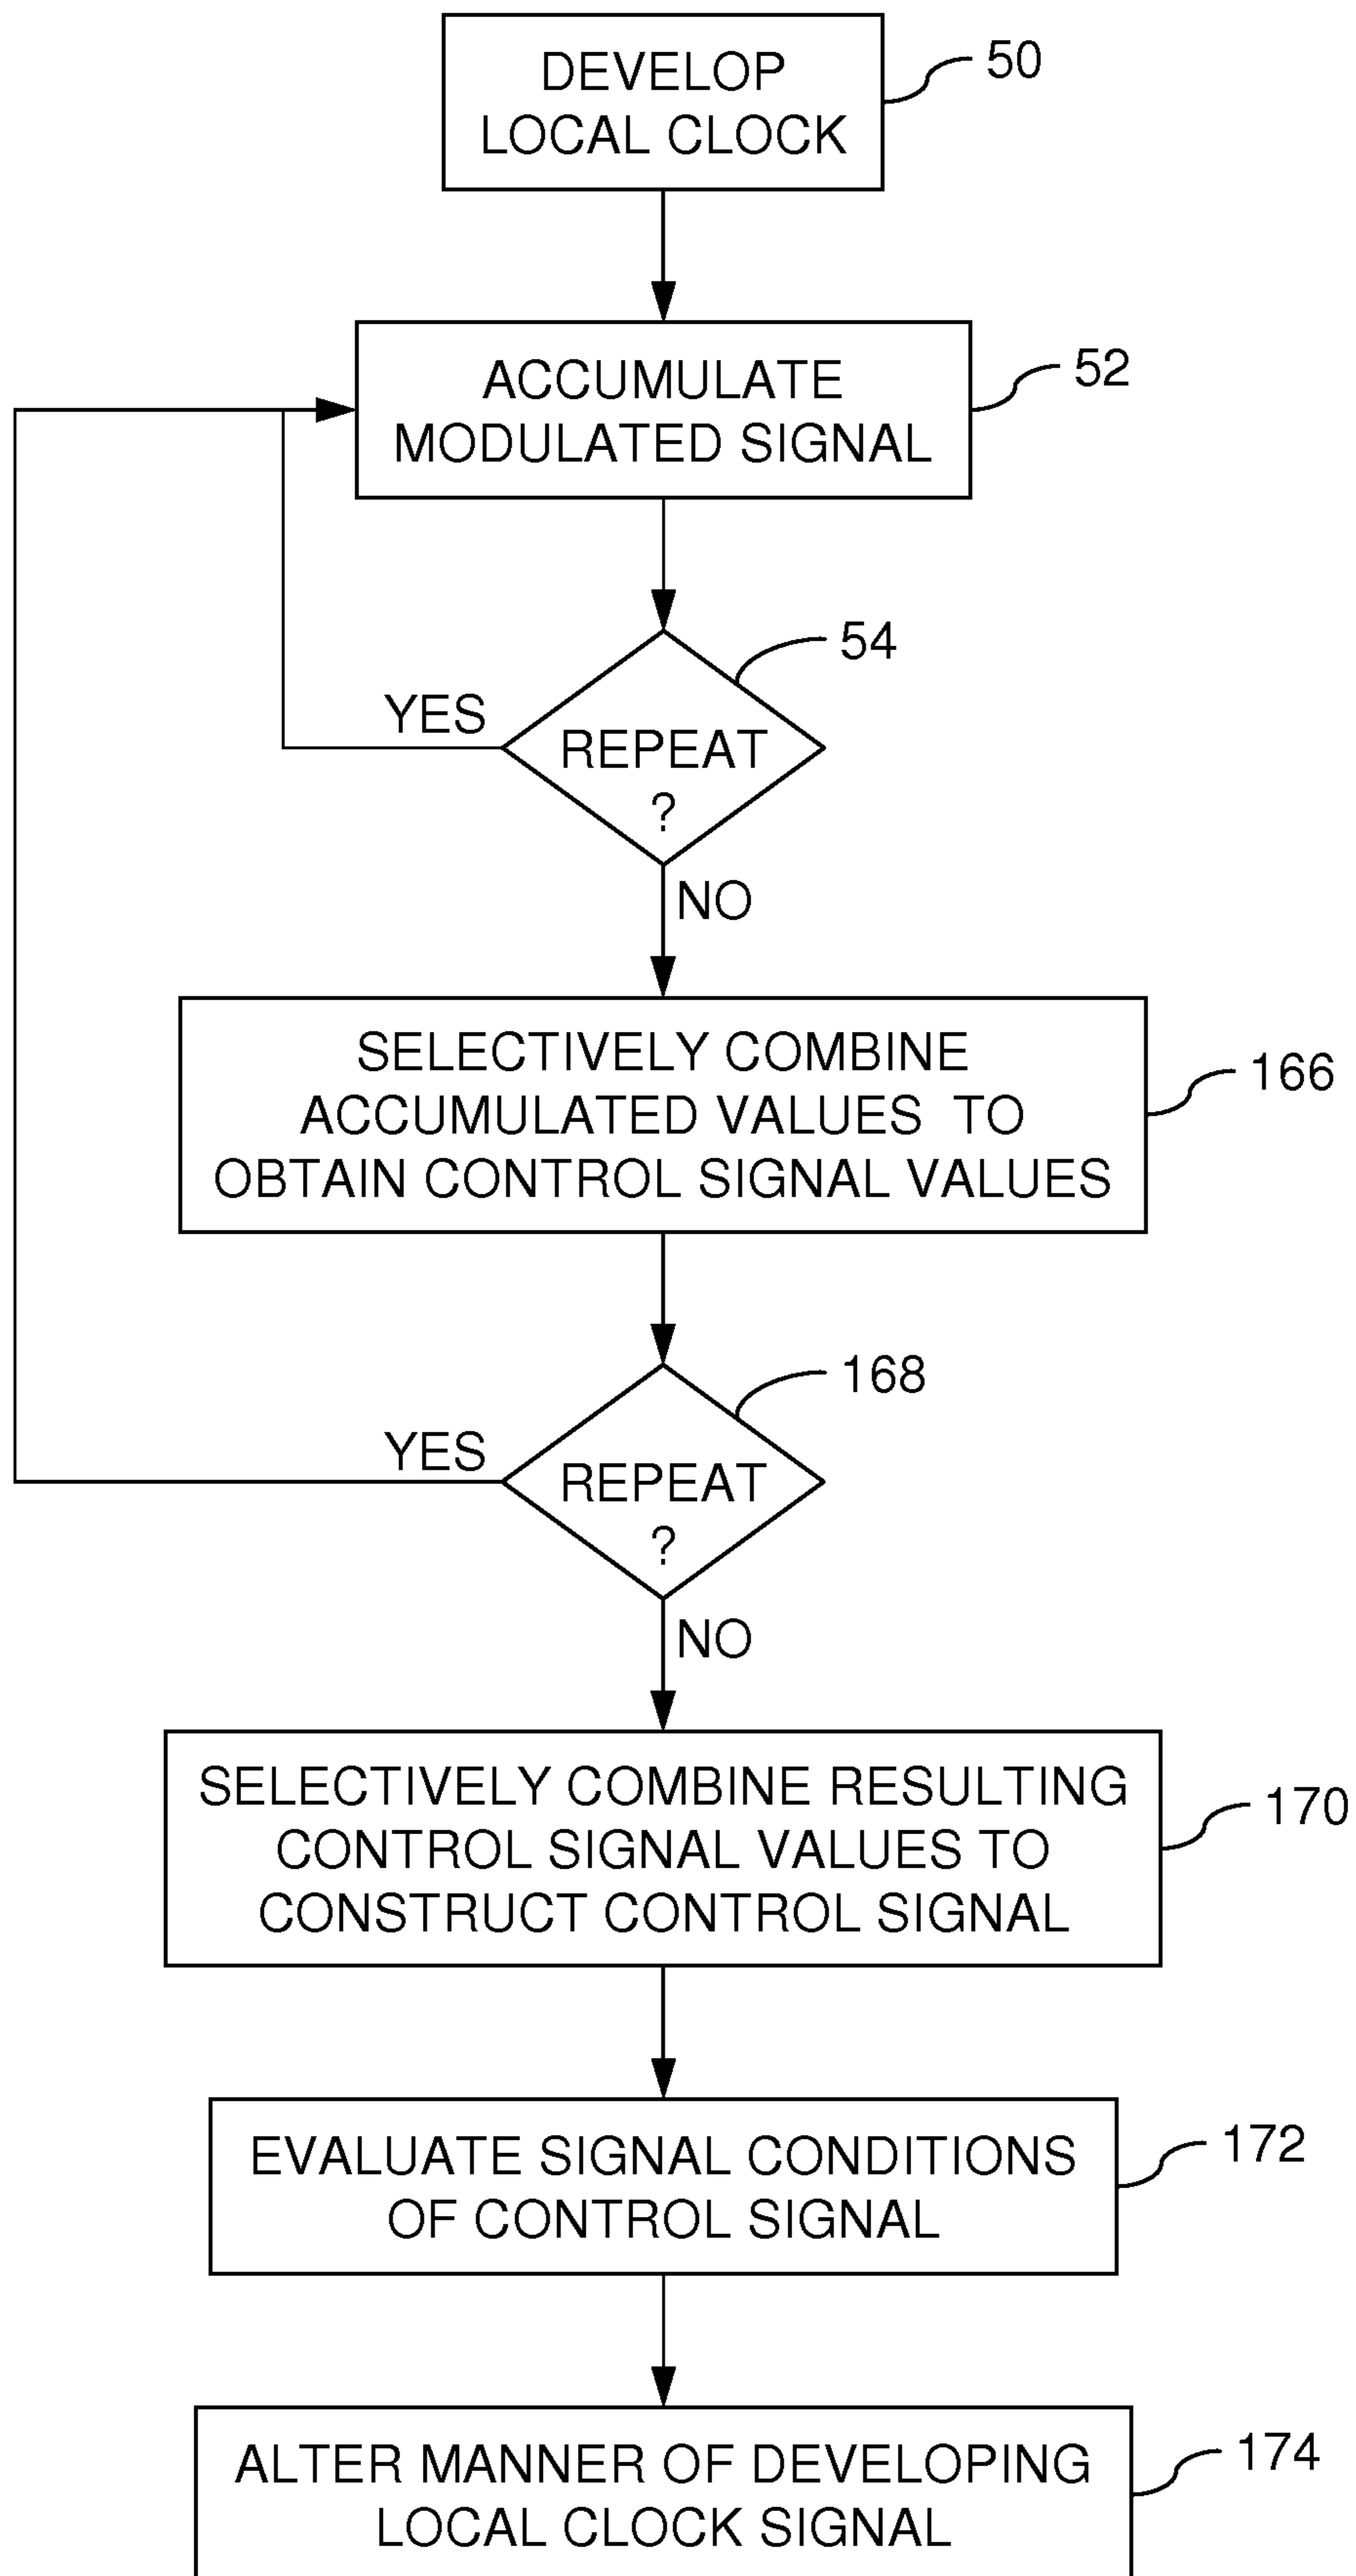 DEVELOP
LOCAL CLOCK
50
ACCUMULATE
MODULATED SIGNAL
52
54
YES
REPEAT
?
NO
SELECTIVELY COMBINE
ACCUMULATED VALUES TO
OBTAIN CONTROL SIGNAL VALUES
166
168
YES
REPEAT
?
NO
SELECTIVELY COMBINE RESULTING
CONTROL SIGNAL VALUES TO
CONSTRUCT CONTROL SIGNAL
170
EVALUATE SIGNAL CONDITIONS
OF CONTROL SIGNAL
172
ALTER MANNER OF DEVELOPING
LOCAL CLOCK SIGNAL
174